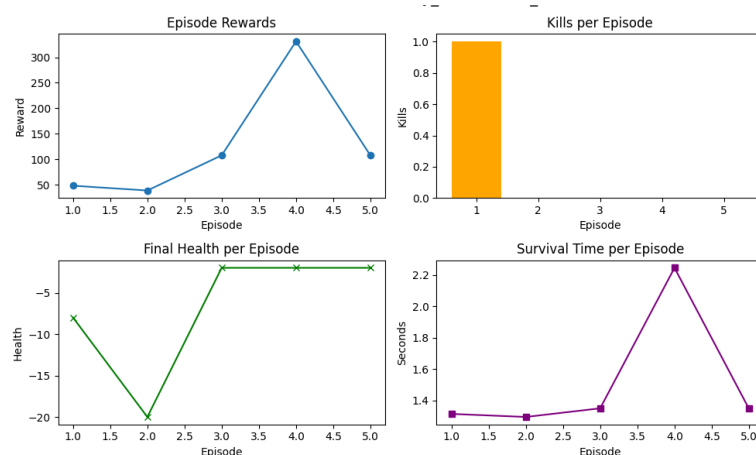 Episode Rewards
Reward
300
250
200
150
100
50
1.0 1.5 2.0 2.5 3.0 3.5 4.0 4.5 5.0
Episode
Kills per Episode
Kills
1.0
0.8
0.6
0.4
0.2
0.0
1 2 3 4 5
Episode
Final Health per Episode
Health
−5
−10
−15
−20
1.0 1.5 2.0 2.5 3.0 3.5 4.0 4.5 5.0
Episode
Survival Time per Episode
Seconds
2.2
2.0
1.8
1.6
1.4
1.0 1.5 2.0 2.5 3.0 3.5 4.0 4.5 5.0
Episode